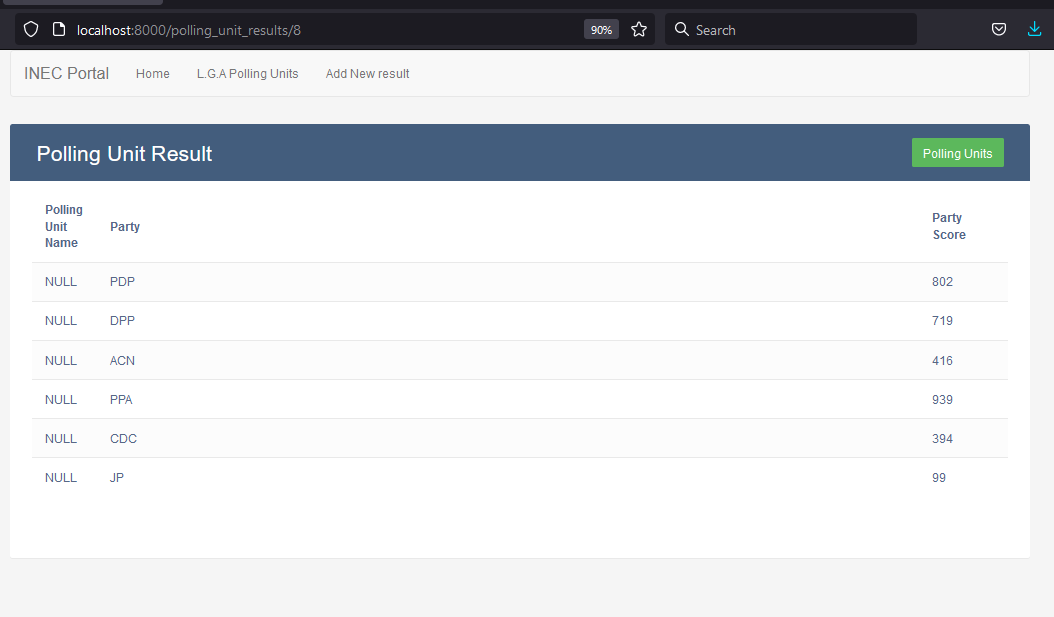 localhost:8000/polling_unit_results/8
90%
Search
INEC Portal Home L.G.A Polling Units Add New result
Polling Unit Result
Polling Units
Polling
Unit
Name
Party
Party
Score
NULL PDP 802
NULL DPP 719
NULL ACN 416
NULL PPA 939
NULL CDC 394
NULL JP 99